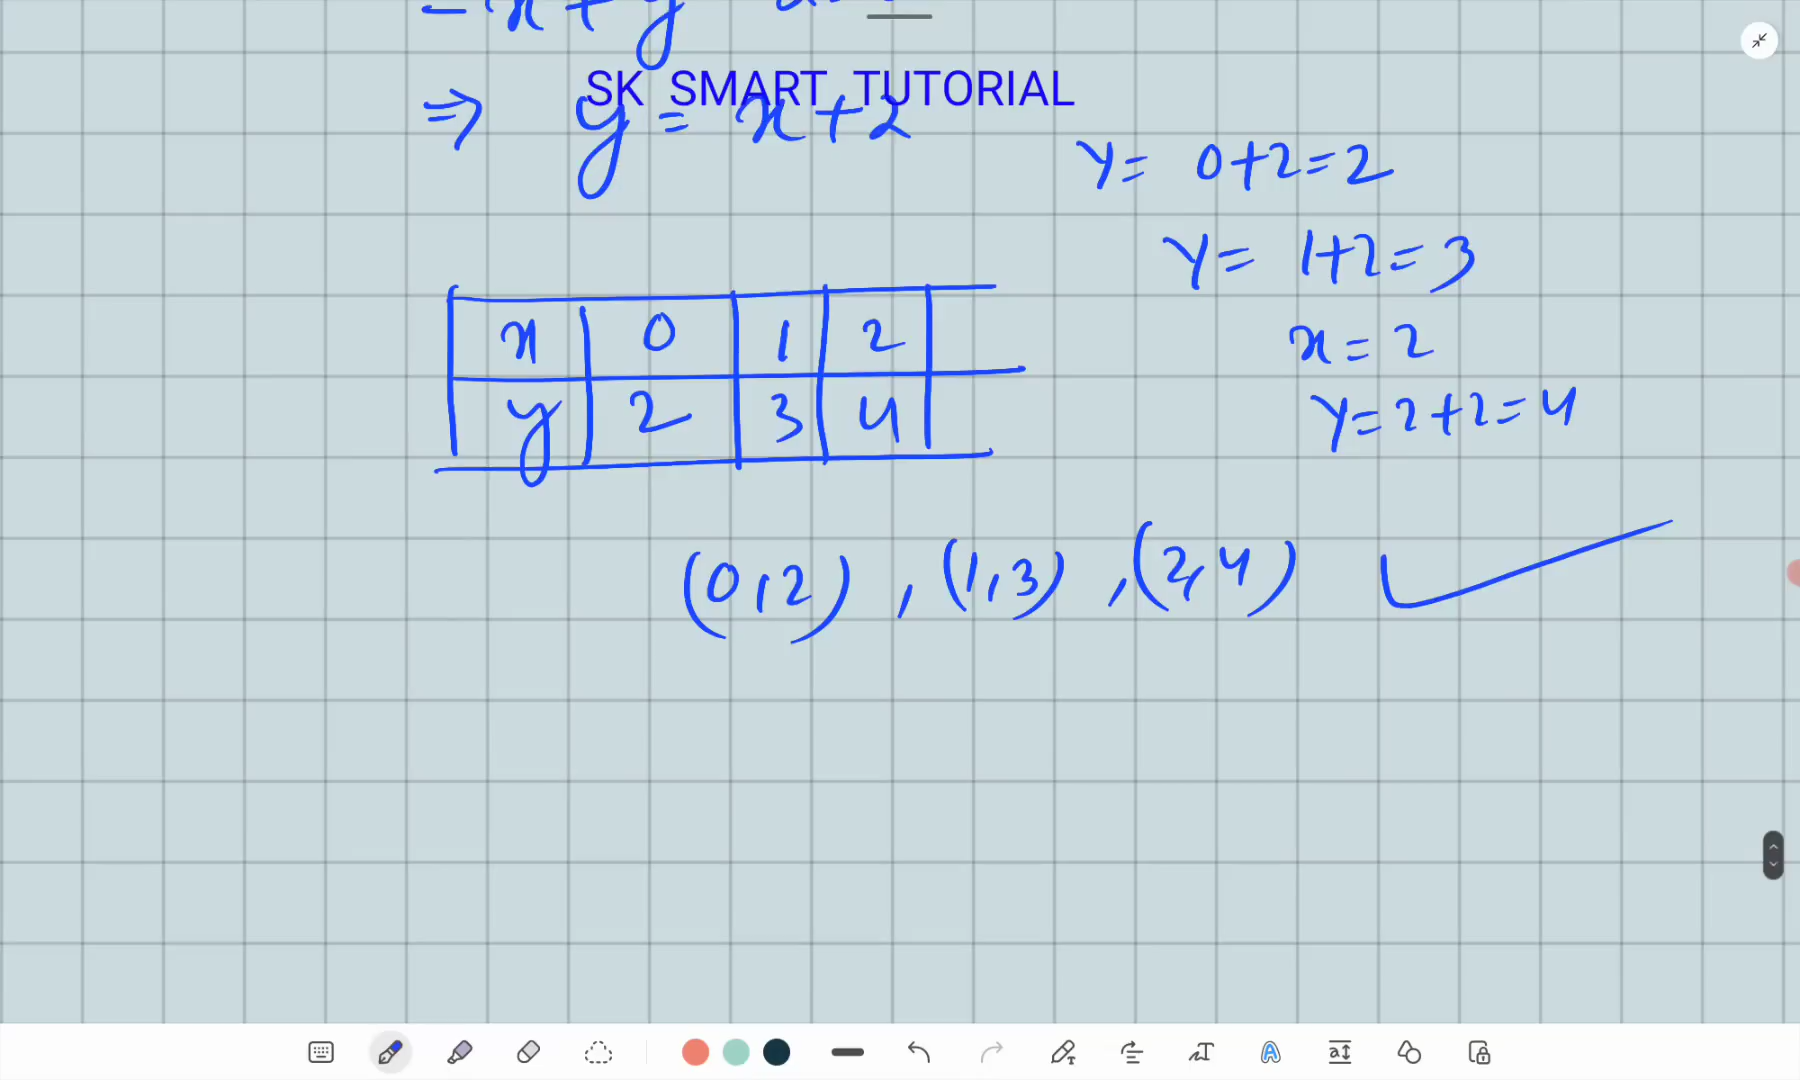 SK SMART TUTORIAL
⇒ y = x+2
y = 0+2=2
y = 1+2= 3
x = 2
y=2+2=4
x 0 1 2
y 2 3 4
(0,2) , (1,3) , (2,4)